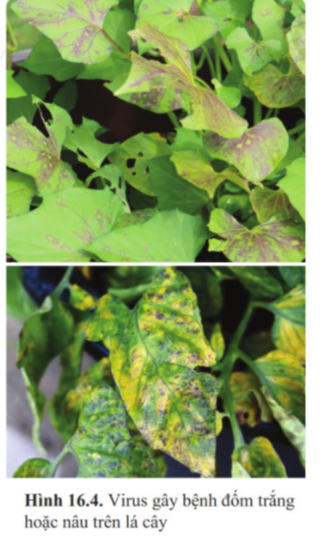 Hình 16.4. Virus gây bệnh đốm trắng
hoặc nâu trên lá cây